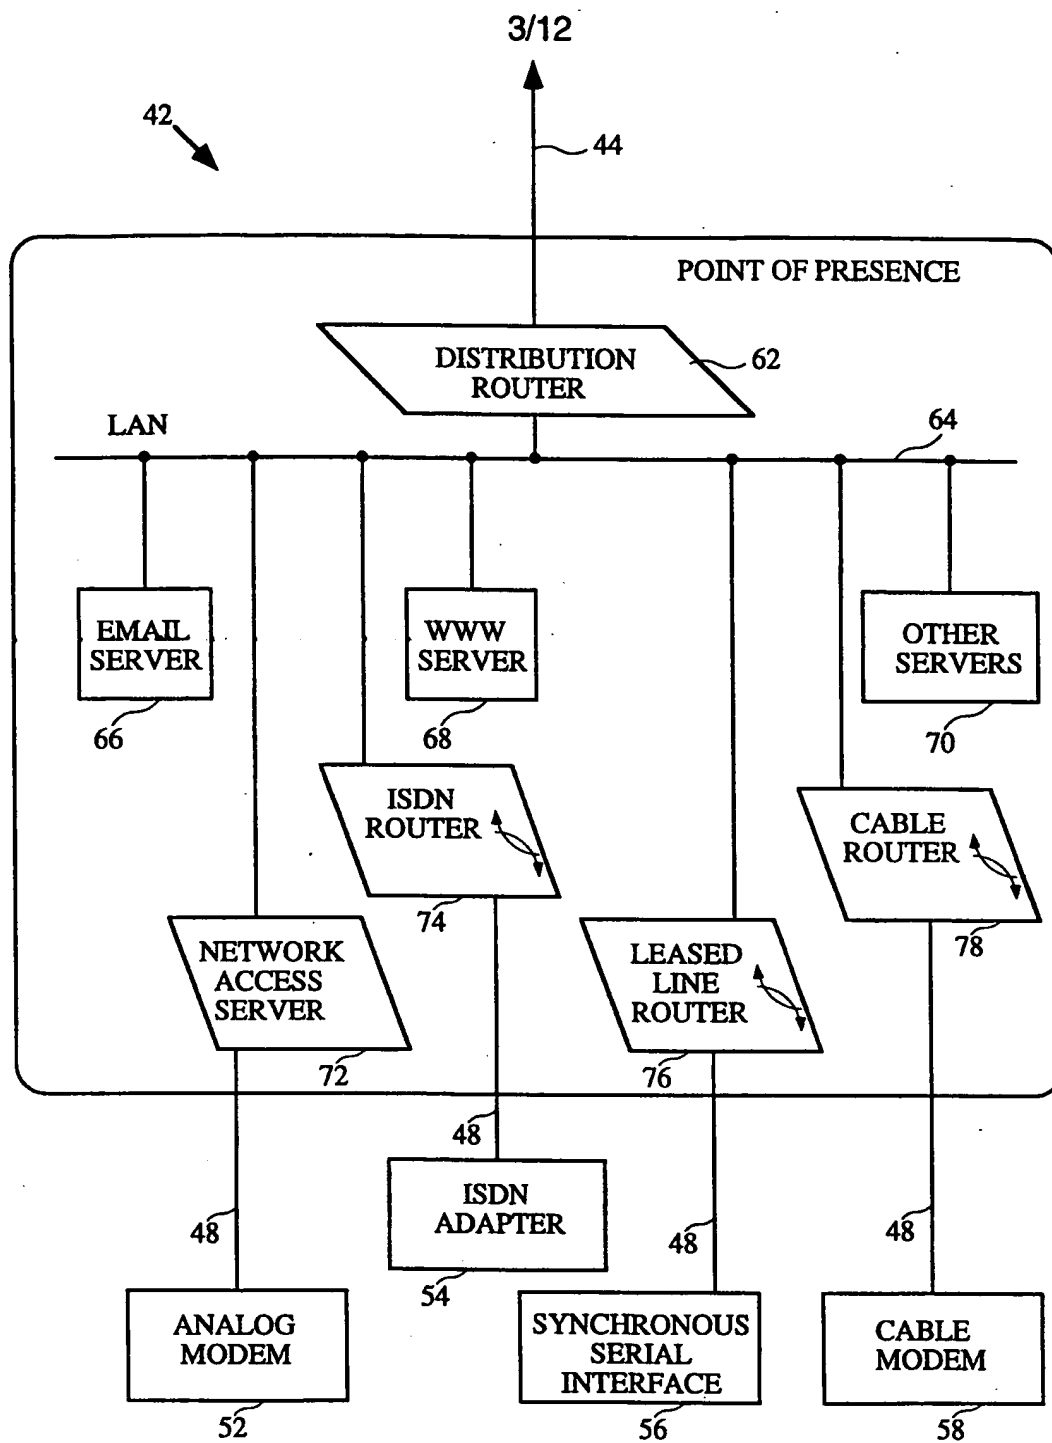 3/12
42
44
POINT OF PRESENCE
DISTRIBUTION
ROUTER
62
LAN
64
EMAIL
SERVER
66
WWW
SERVER
68
OTHER
SERVERS
70
ISDN
ROUTER
74
CABLE
ROUTER
78
NETWORK
ACCESS
SERVER
72
LEASED
LINE
ROUTER
76
48
ISDN
ADAPTER
54
48
48
48
ANALOG
MODEM
52
SYNCHRONOUS
SERIAL
INTERFACE
56
CABLE
MODEM
58